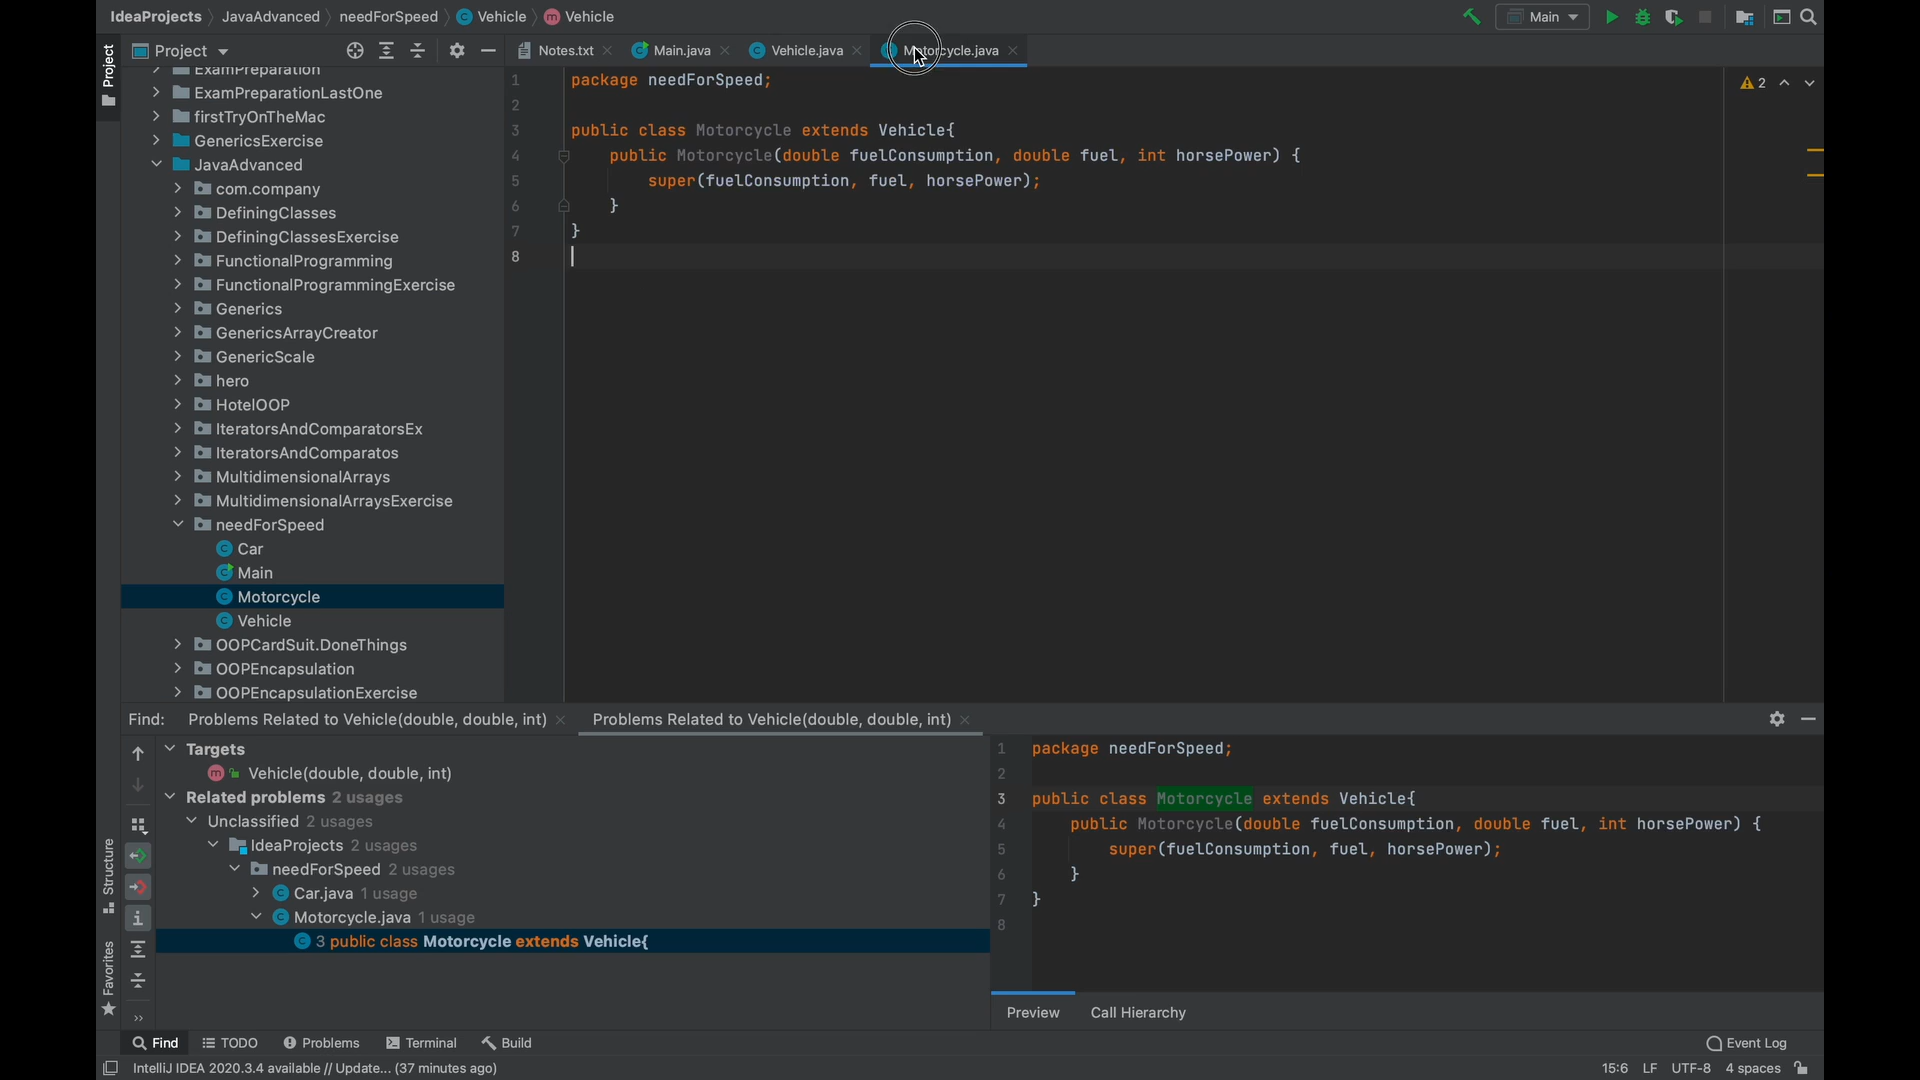 IdeaProjects JavaAdvanced needForSpeed Vehicle Vehicle
Main
Project
Project
Notes.txt Main.java Vehicle.java Motorcycle.java
ExamPreparation
ExamPreparationLastOne
firstTryOnTheMac
GenericsExercise
JavaAdvanced
com.company
DefiningClasses
DefiningClassesExercise
FunctionalProgramming
FunctionalProgrammingExercise
Generics
GenericsArrayCreator
GenericScale
hero
HotelOOP
IteratorsAndComparatorsEx
IteratorsAndComparatos
MultidimensionalArrays
MultidimensionalArraysExercise
needForSpeed
Car
Main
Motorcycle
Vehicle
OOPCardSuit.DoneThings
OOPEncapsulation
OOPEncapsulationExercise
1 package needForSpeed;
2
3 public class Motorcycle extends Vehicle{
4 public Motorcycle(double fuelConsumption, double fuel, int horsePower) {
5 super(fuelConsumption, fuel, horsePower);
6 }
7 }
8
2
Find: Problems Related to Vehicle(double, double, int) Problems Related to Vehicle(double, double, int)
Targets
Vehicle(double, double, int)
Related problems 2 usages
Unclassified 2 usages
IdeaProjects 2 usages
needForSpeed 2 usages
Car.java 1 usage
Motorcycle.java 1 usage
3 public class Motorcycle extends Vehicle{
1 package needForSpeed;
2
3 public class Motorcycle extends Vehicle{
4 public Motorcycle(double fuelConsumption, double fuel, int horsePower) {
5 super(fuelConsumption, fuel, horsePower);
6 }
7 }
8
Preview Call Hierarchy
Structure
Favorites
Find TODO Problems Terminal Build Event Log
IntelliJ IDEA 2020.3.4 available // Update... (37 minutes ago) 15:6 LF UTF-8 4 spaces